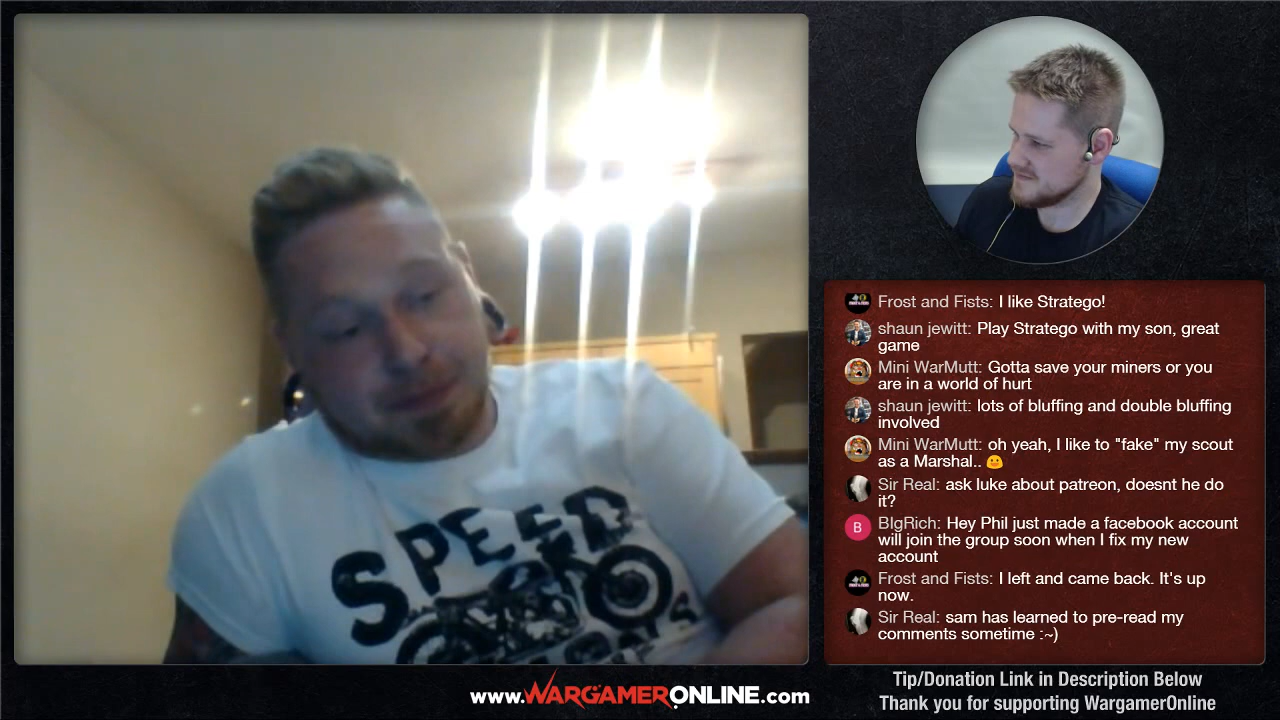 SPEED
Frost and Fists: I like Stratego!
shaun jewitt: Play Stratego with my son, great
game
Mini WarMutt: Gotta save your miners or you
are in a world of hurt
shaun jewitt: lots of bluffing and double bluffing
involved
Mini WarMutt: oh yeah, I like to "fake" my scout
as a Marshal..
Sir Real: ask luke about patreon, doesnt he do
it?
B
BIgRich: Hey Phil just made a facebook account
will join the group soon when I fix my new
account
Frost and Fists: I left and came back. It's up
now.
Sir Real: sam has learned to pre-read my
comments sometime :~)
www.WARGAMERONLINE.com
Tip/Donation Link in Description Below
Thank you for supporting WargamerOnline